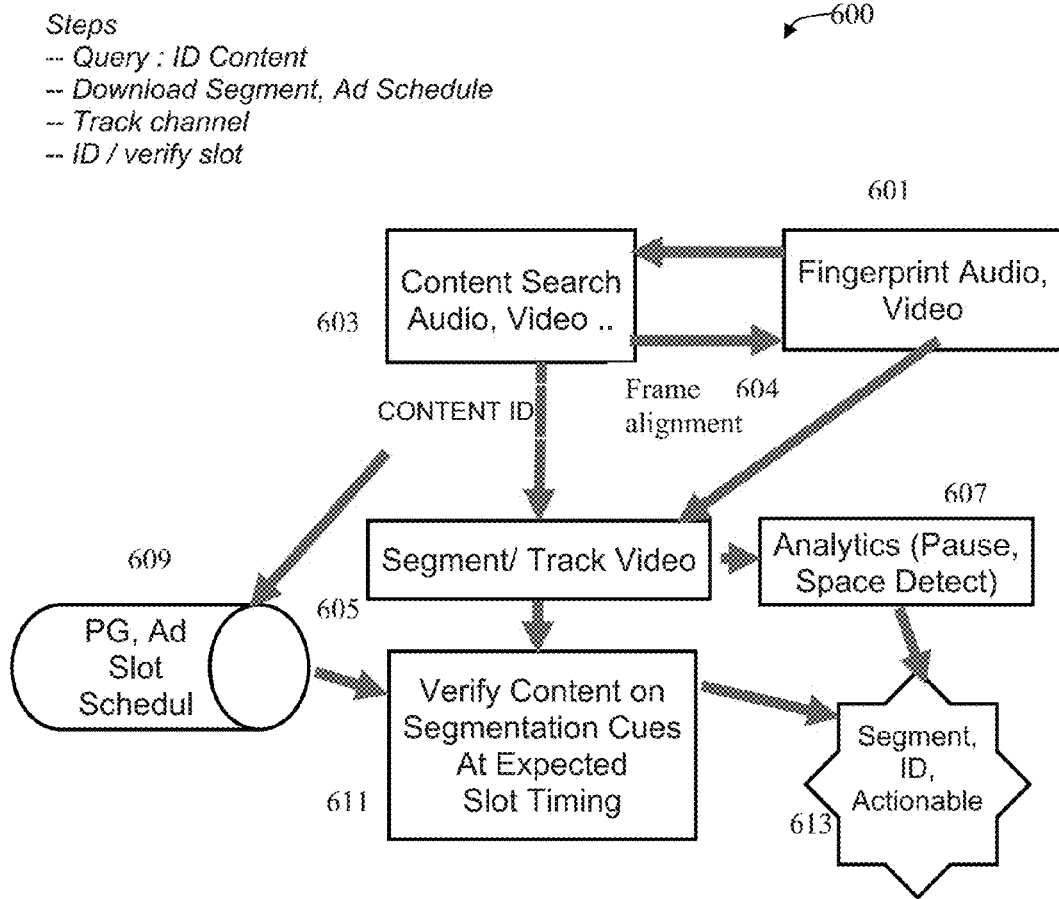 Steps
-- Query : ID Content
-- Download Segment, Ad Schedule
-- Track channel
-- ID / verify slot
600
601
Fingerprint Audio,
Video
603
Content Search
Audio, Video ..
Frame 604
alignment
CONTENT ID
607
Analytics (Pause,
Space Detect)
Segment/ Track Video
605
609
PG, Ad
Slot
Schedul
611
Verify Content on
Segmentation Cues
At Expected
Slot Timing
Segment,
ID,
Actionable
613